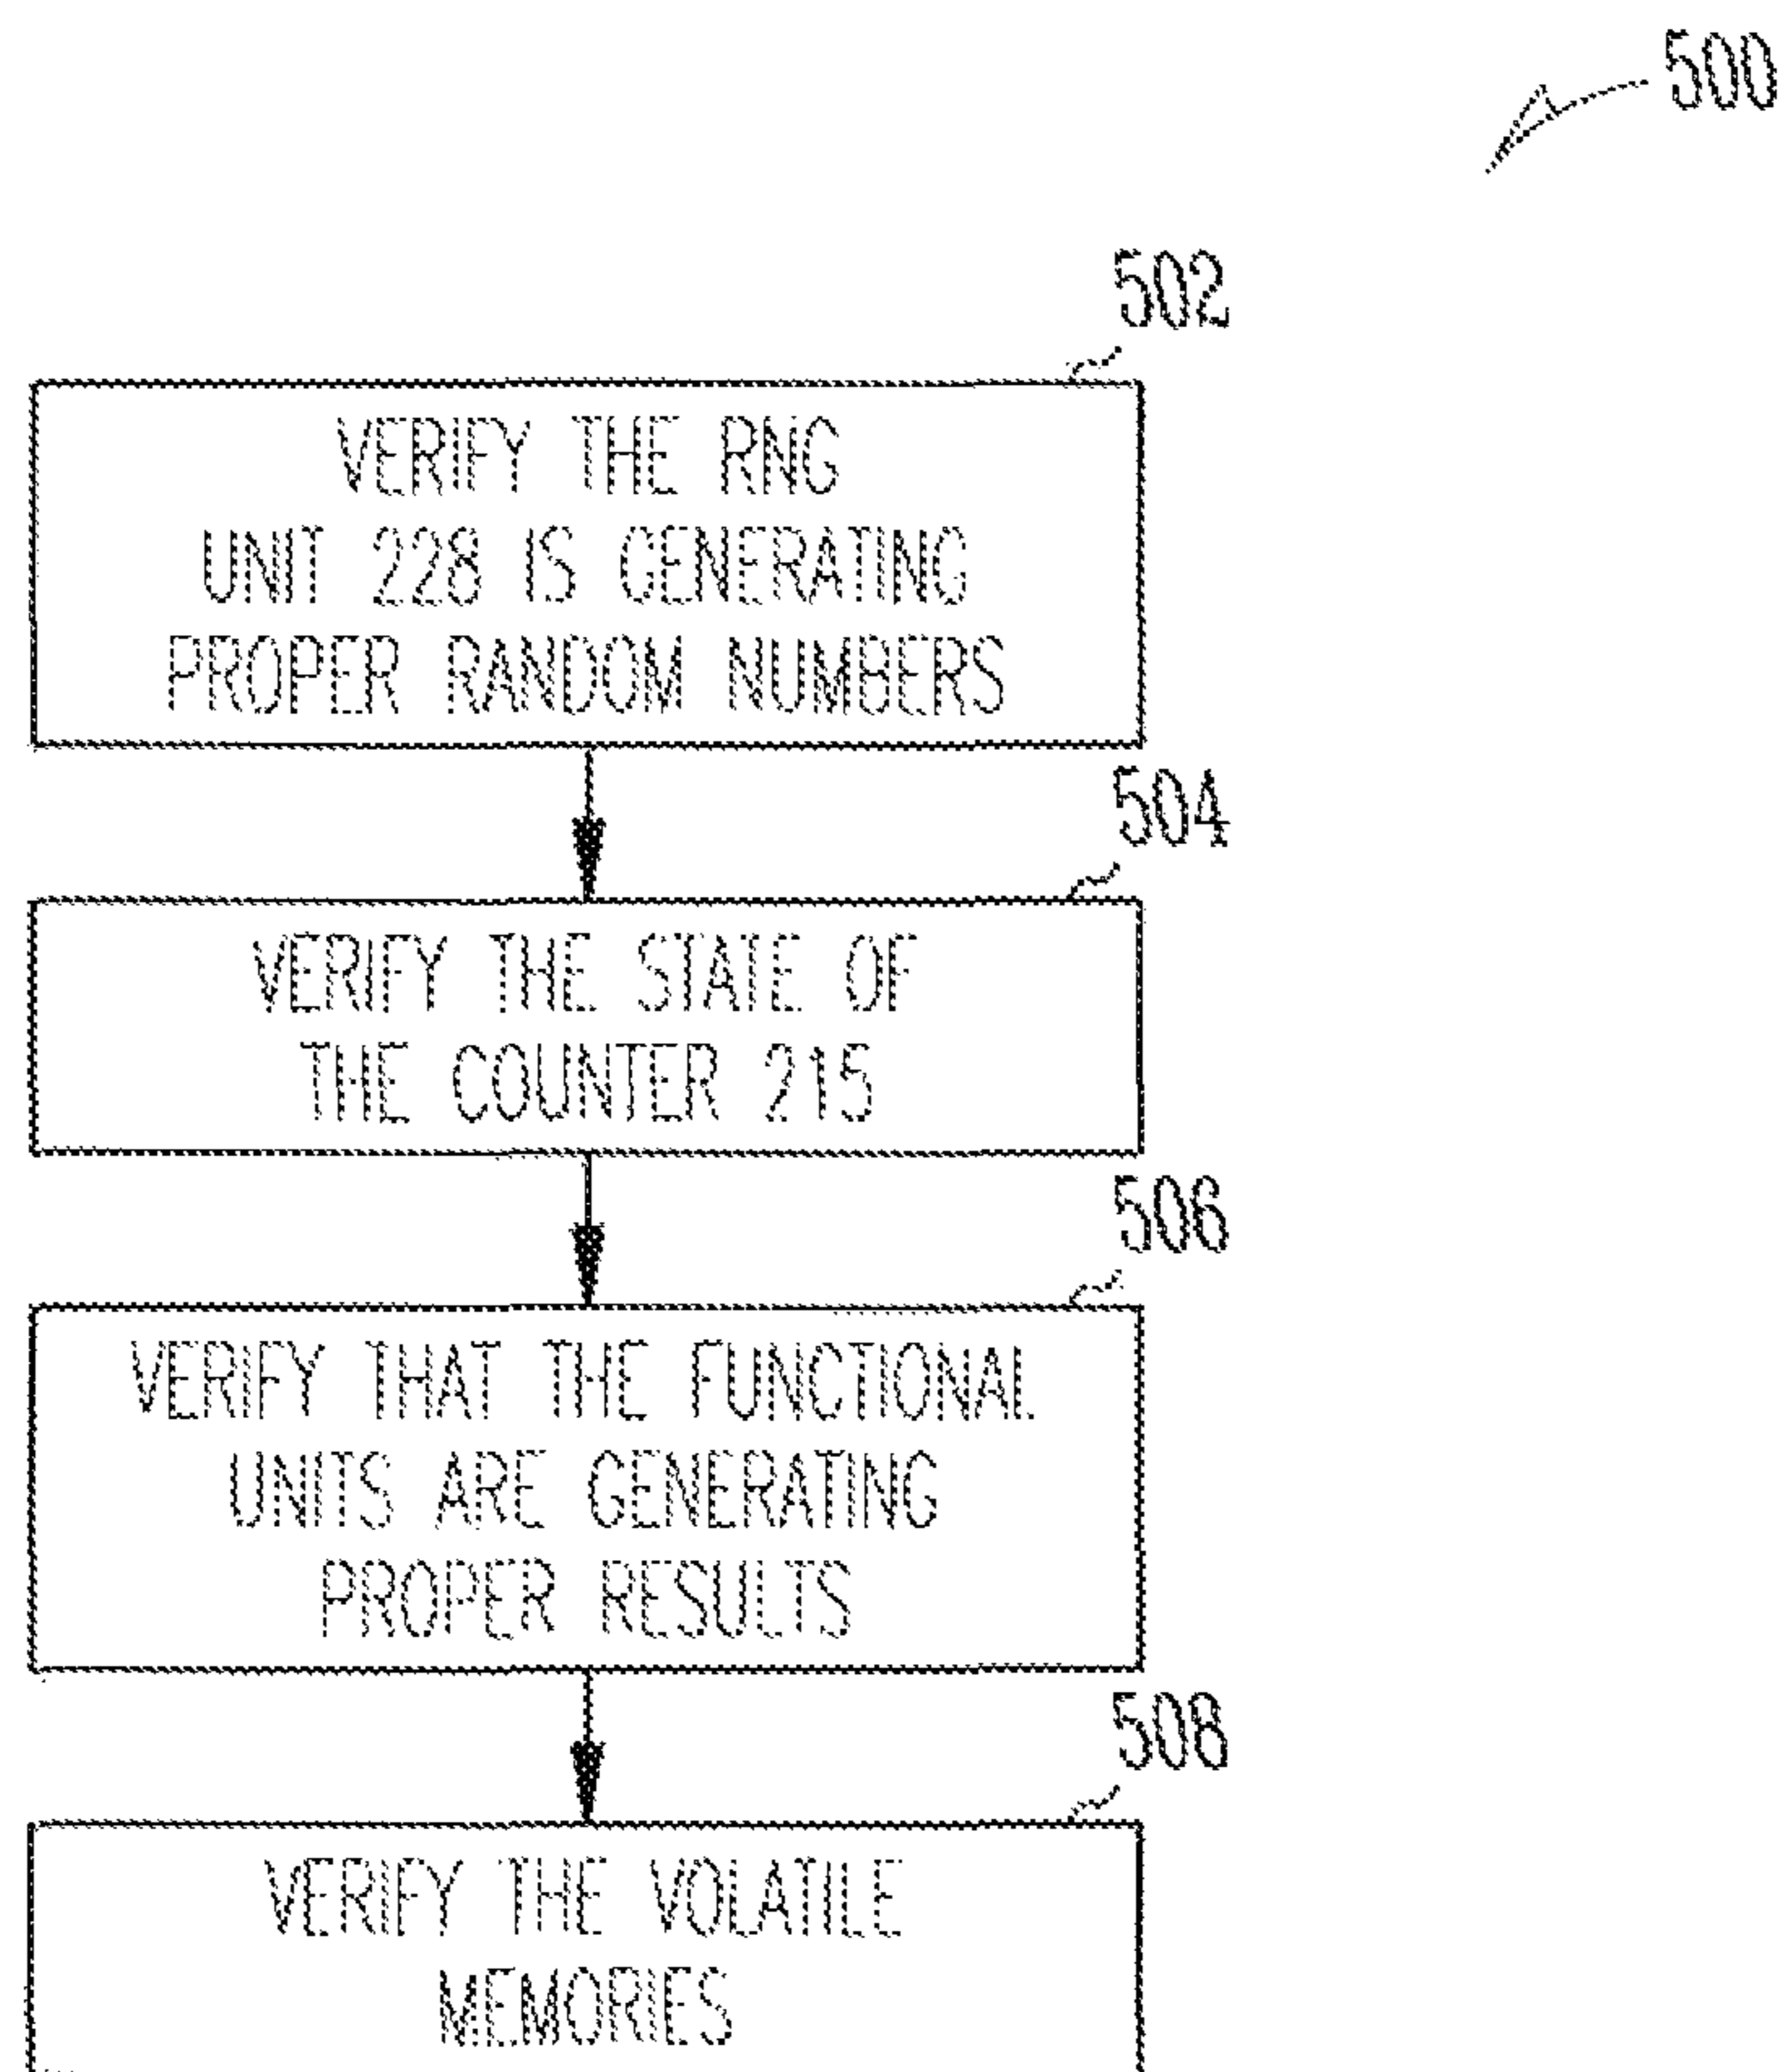 500
502
VERIFY THE RNG
UNIT 228 IS GENERATING
PROPER RANDOM NUMBERS
504
VERIFY THE STATE OF
THE COUNTER 215
506
VERIFY THAT THE FUNCTIONAL
UNITS ARE GENERATING
PROPER RESULTS
508
VERIFY THE VOLATILE
MEMORIES